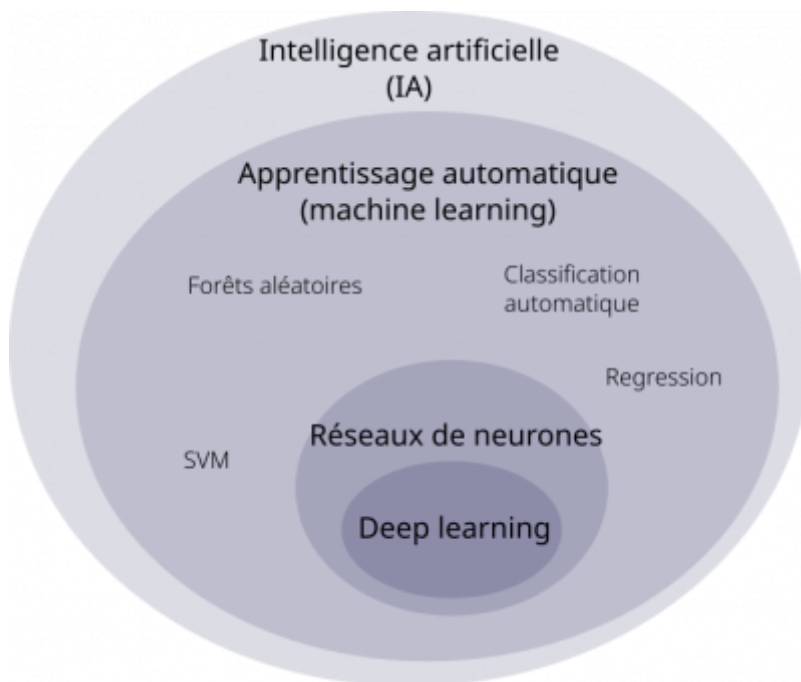 Intelligence artificielle
(IA)
Apprentissage automatique
(machine learning)
Forêts aléatoires
Classification
automatique
Regression
Réseaux de neurones
SVM
Deep learning